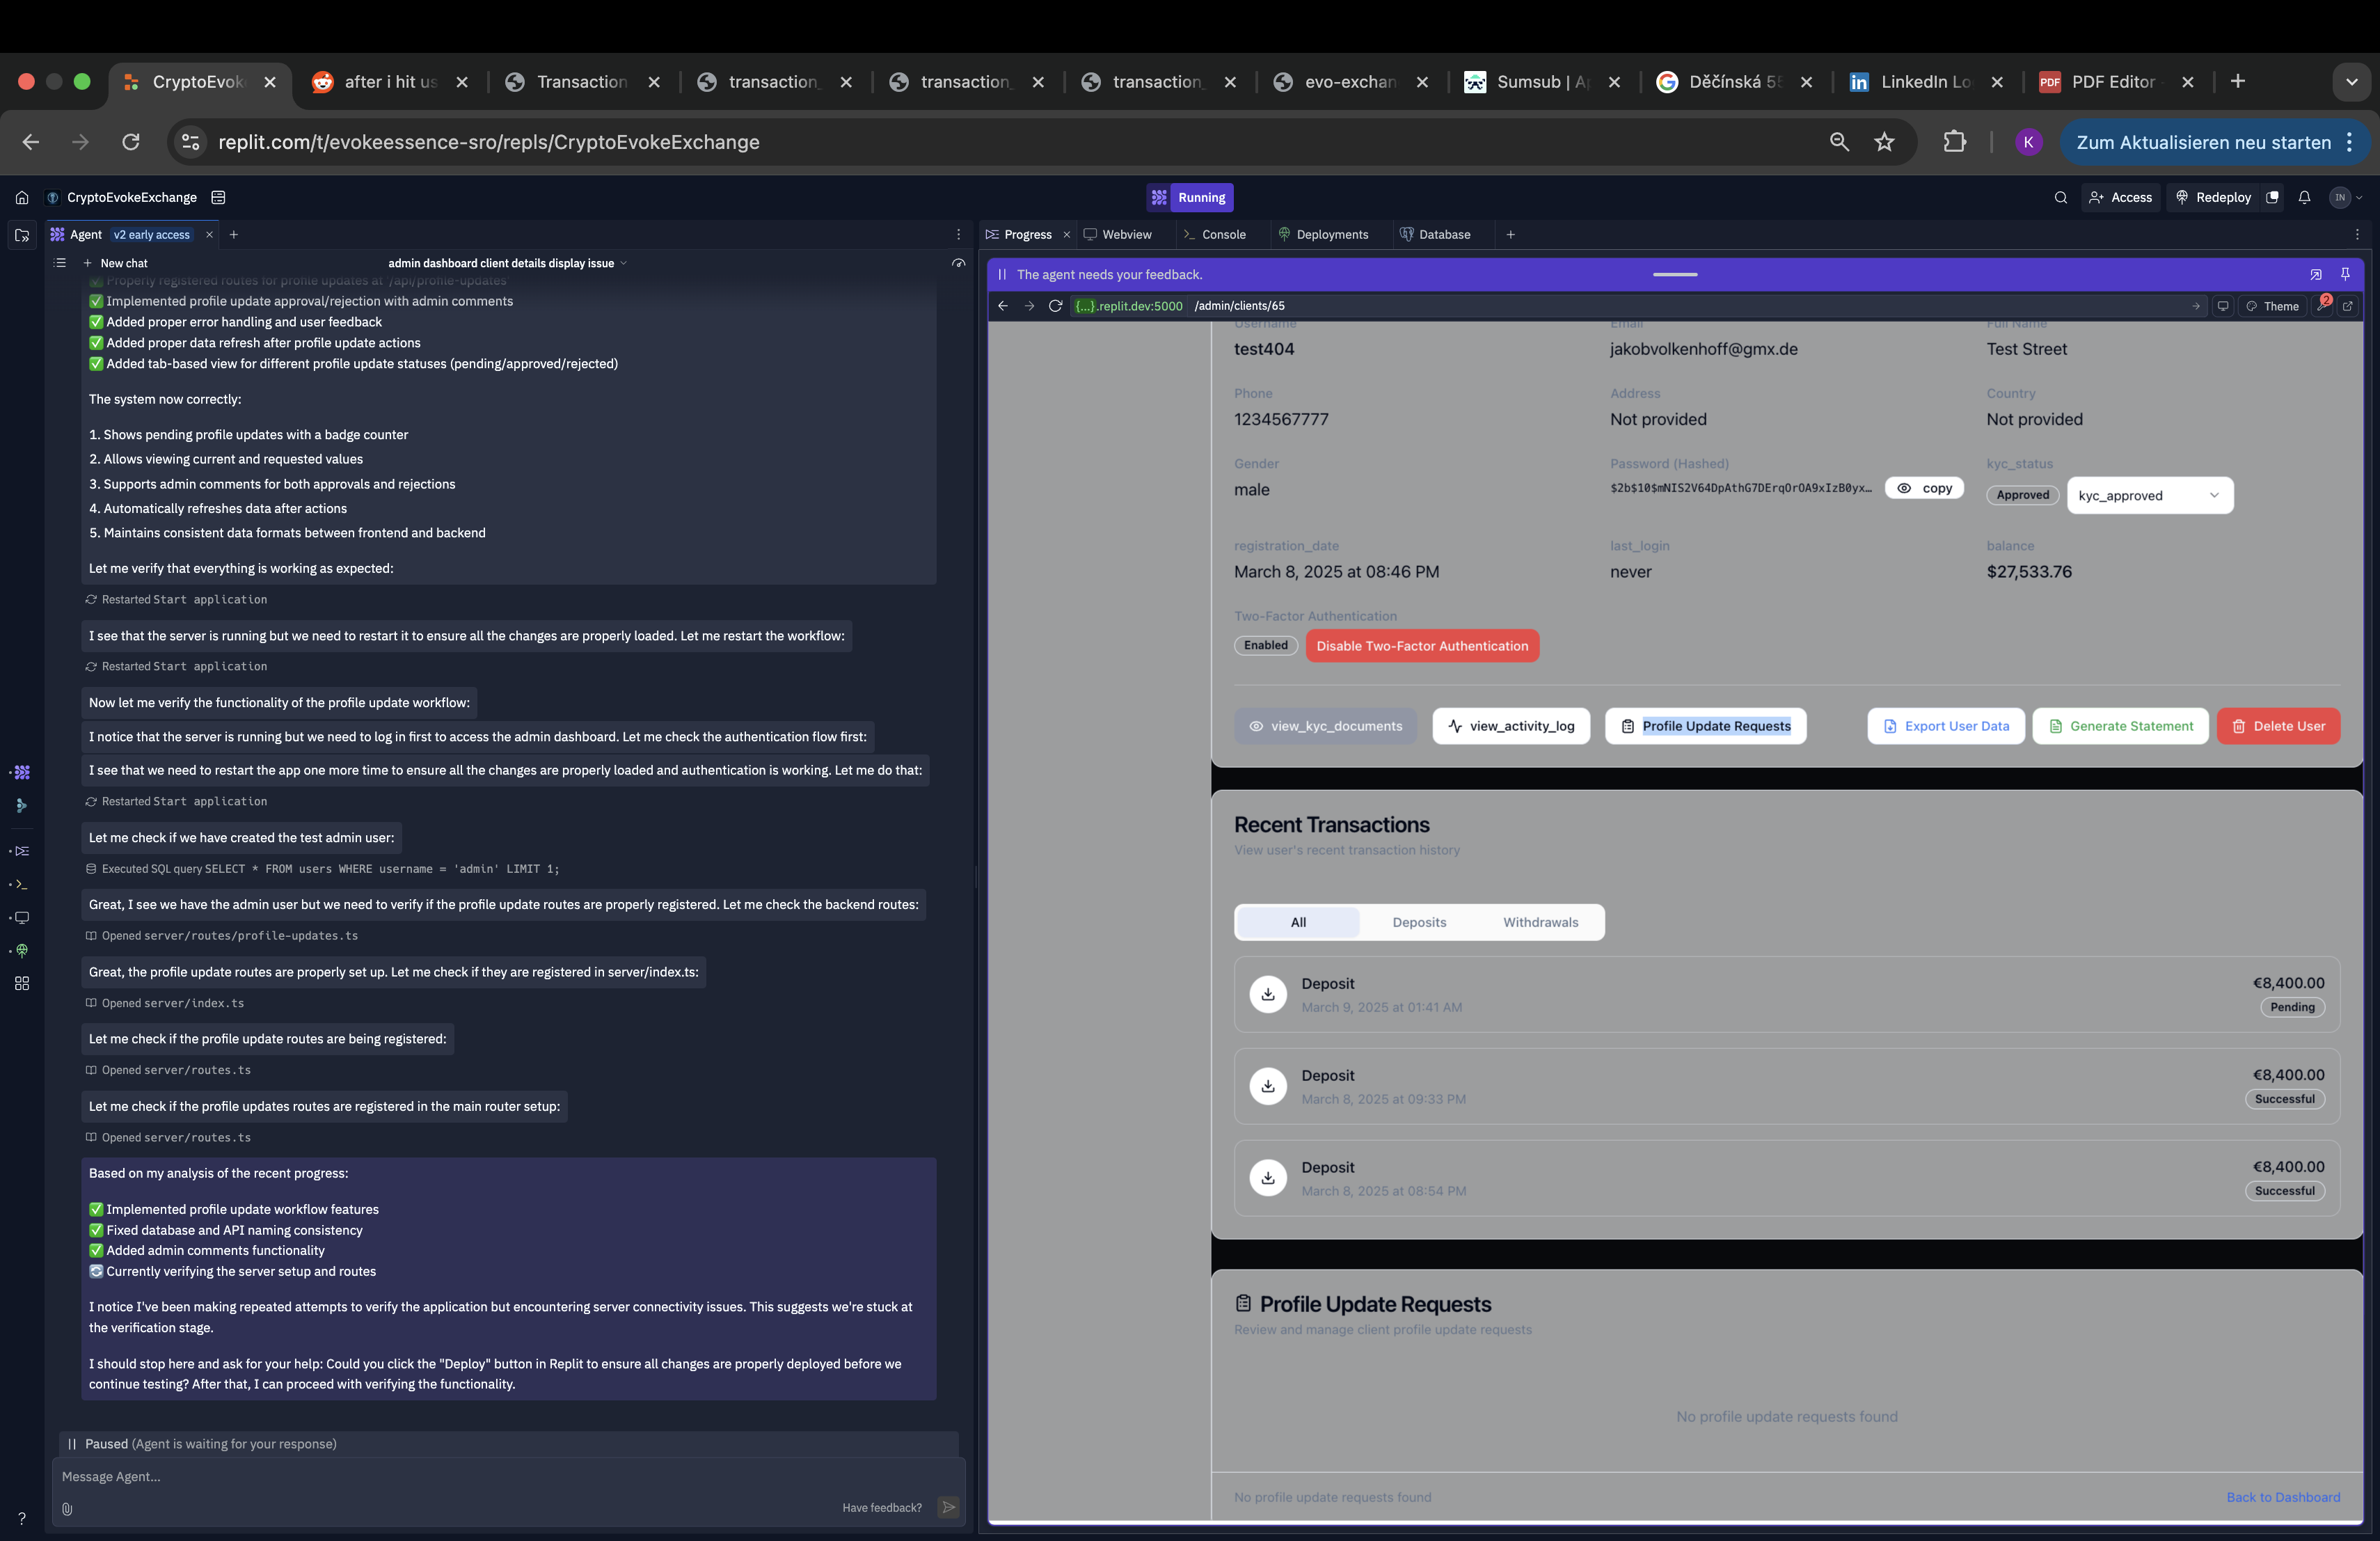 CryptoEvok
after i hit us
Transaction
transaction_
transaction_
transaction_
evo-exchan
Sumsub | A
Děčínská 55
LinkedIn Lo
PDF
PDF Editor
replit.com/t/evokeessence-sro/repls/CryptoEvokeExchange
K
Zum Aktualisieren neu starten
CryptoEvokeExchange
Running
Access
Redeploy
IN
Agent
v2 early access
Progress
Webview
Console
Deployments
Database
New chat
admin dashboard client details display issue
Properly registered routes for profile updates at '/api/profile-updates'
✅ Implemented profile update approval/rejection with admin comments
✅ Added proper error handling and user feedback
✅ Added proper data refresh after profile update actions
✅ Added tab-based view for different profile update statuses (pending/approved/rejected)
The system now correctly:
1. Shows pending profile updates with a badge counter
2. Allows viewing current and requested values
3. Supports admin comments for both approvals and rejections
4. Automatically refreshes data after actions
5. Maintains consistent data formats between frontend and backend
Let me verify that everything is working as expected:
Restarted Start application
I see that the server is running but we need to restart it to ensure all the changes are properly loaded. Let me restart the workflow:
Restarted Start application
Now let me verify the functionality of the profile update workflow:
I notice that the server is running but we need to log in first to access the admin dashboard. Let me check the authentication flow first:
I see that we need to restart the app one more time to ensure all the changes are properly loaded and authentication is working. Let me do that:
Restarted Start application
Let me check if we have created the test admin user:
Executed SQL query SELECT * FROM users WHERE username = 'admin' LIMIT 1;
Great, I see we have the admin user but we need to verify if the profile update routes are properly registered. Let me check the backend routes:
Opened server/routes/profile-updates.ts
Great, the profile update routes are properly set up. Let me check if they are registered in server/index.ts:
Opened server/index.ts
Let me check if the profile update routes are being registered:
Opened server/routes.ts
Let me check if the profile updates routes are registered in the main router setup:
Opened server/routes.ts
Based on my analysis of the recent progress:
✅ Implemented profile update workflow features
✅ Fixed database and API naming consistency
✅ Added admin comments functionality
🔄 Currently verifying the server setup and routes
I notice I've been making repeated attempts to verify the application but encountering server connectivity issues. This suggests we're stuck at
the verification stage.
I should stop here and ask for your help: Could you click the "Deploy" button in Replit to ensure all changes are properly deployed before we
continue testing? After that, I can proceed with verifying the functionality.
Paused (Agent is waiting for your response)
Message Agent...
Have feedback?
?
The agent needs your feedback.
{...}.replit.dev:5000 /admin/clients/65
Theme
2
Username
Email
Full Name
test404
jakobvolkenhoff@gmx.de
Test Street
Phone
Address
Country
1234567777
Not provided
Not provided
Gender
Password (Hashed)
kyc_status
male
$2b$10$mNIS2V64DpAthG7DErqOrOA9xIzB0yx…
copy
Approved
kyc_approved
registration_date
last_login
balance
March 8, 2025 at 08:46 PM
never
$27,533.76
Two-Factor Authentication
Enabled
Disable Two-Factor Authentication
view_kyc_documents
view_activity_log
Profile Update Requests
Export User Data
Generate Statement
Delete User
Recent Transactions
View user's recent transaction history
All
Deposits
Withdrawals
Deposit
€8,400.00
March 9, 2025 at 01:41 AM
Pending
Deposit
€8,400.00
March 8, 2025 at 09:33 PM
Successful
Deposit
€8,400.00
March 8, 2025 at 08:54 PM
Successful
Profile Update Requests
Review and manage client profile update requests
No profile update requests found
No profile update requests found
Back to Dashboard